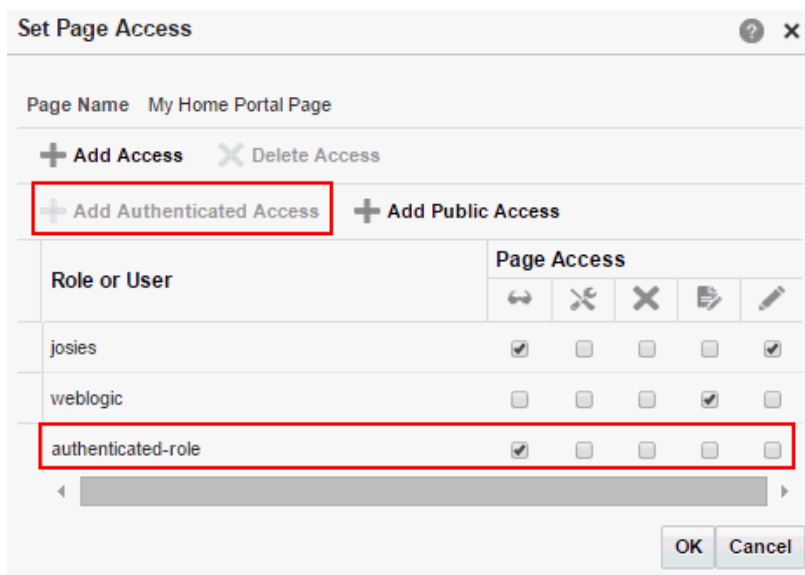 Set Page Access
Page Name My Home Portal Page
Add Access Delete Access
Add Authenticated Access Add Public Access
Role or User
Page Access
josies
weblogic
authenticated-role
OK Cancel